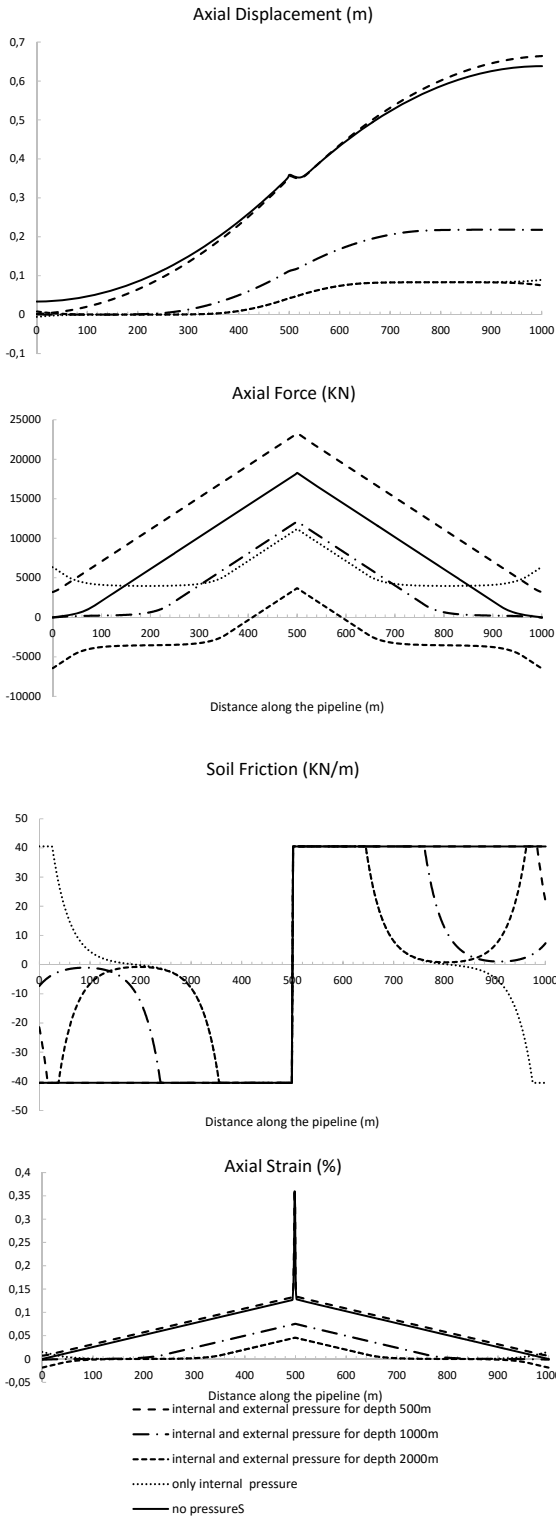 Axial Displacement (m)
0,7
0,6
0,5
0,4
0,3
0,2
0,1
0
-0,1
0 100 200 300 400 500 600 700 800 900 1000
Axial Force (KN)
25000
20000
15000
10000
5000
0
-5000
-10000
0 100 200 300 400 500 600 700 800 900 1000
Distance along the pipeline (m)
Soil Friction (KN/m)
50
40
30
20
10
0
-10
-20
-30
-40
-50
0 100 200 300 400 500 600 700 800 900 1000
Distance along the pipeline (m)
Axial Strain (%)
0,4
0,35
0,3
0,25
0,2
0,15
0,1
0,05
0
-0,05
0 100 200 300 400 500 600 700 800 900 1000
Distance along the pipeline (m)
internal and external pressure for depth 500m
internal and external pressure for depth 1000m
internal and external pressure for depth 2000m
only internal pressure
no pressureS